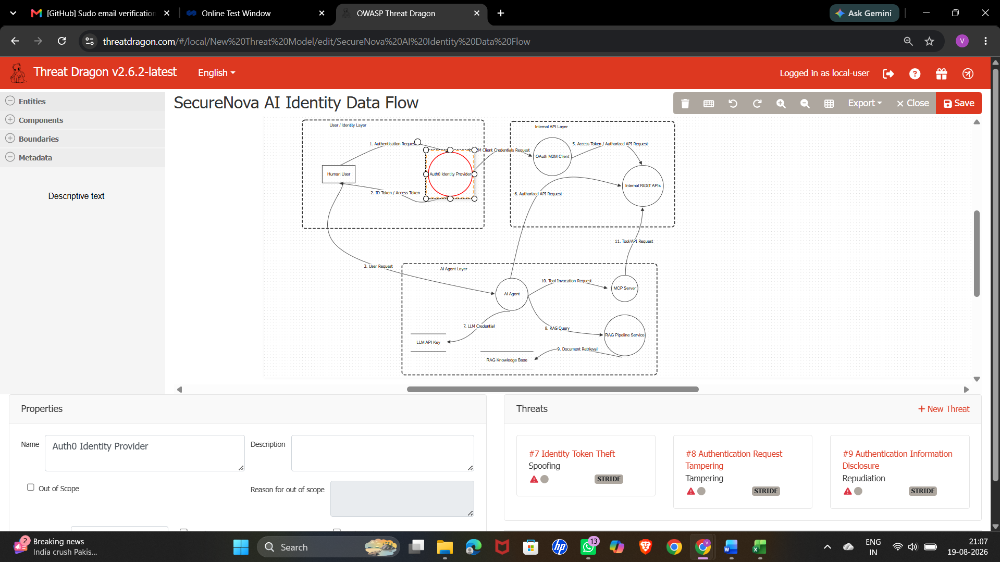 [GitHub] Sudo email verification
Online Test Window
OWASP Threat Dragon
Ask Gemini
threatdragon.com/#/local/New%20Threat%20Model/edit/SecureNova%20AI%20Identity%20Data%20Flow
V
Threat Dragon v2.6.2-latest
English
Logged in as local-user
Entities
Components
Boundaries
Metadata
Descriptive text
SecureNova AI Identity Data Flow
Export
Close
Save
User / Identity Layer
Internal API Layer
1. Authentication Request
5. Access Token / Authorized API Request
M Client Credentials Request
OAuth M2M Client
Human User
Auth0 Identity Provider
Internal REST APIs
2. ID Token / Access Token
6. Authorized API Request
11. Tool/API Request
3. User Request
AI Agent Layer
10. Tool Invocation Request
MCP Server
AI Agent
7. LLM Credential
8. RAG Query
RAG Pipeline Service
LLM API Key
9. Document Retrieval
RAG Knowledge Base
Properties
Name
Auth0 Identity Provider
Description
Out of Scope
Reason for out of scope
Threats
+ New Threat
#7 Identity Token Theft
Spoofing
STRIDE
#8 Authentication Request
Tampering
Tampering
STRIDE
#9 Authentication Information
Disclosure
Repudiation
STRIDE
2
Breaking news
India crush Pakis...
Search
13
ENG
IN
21:07
19-08-2026